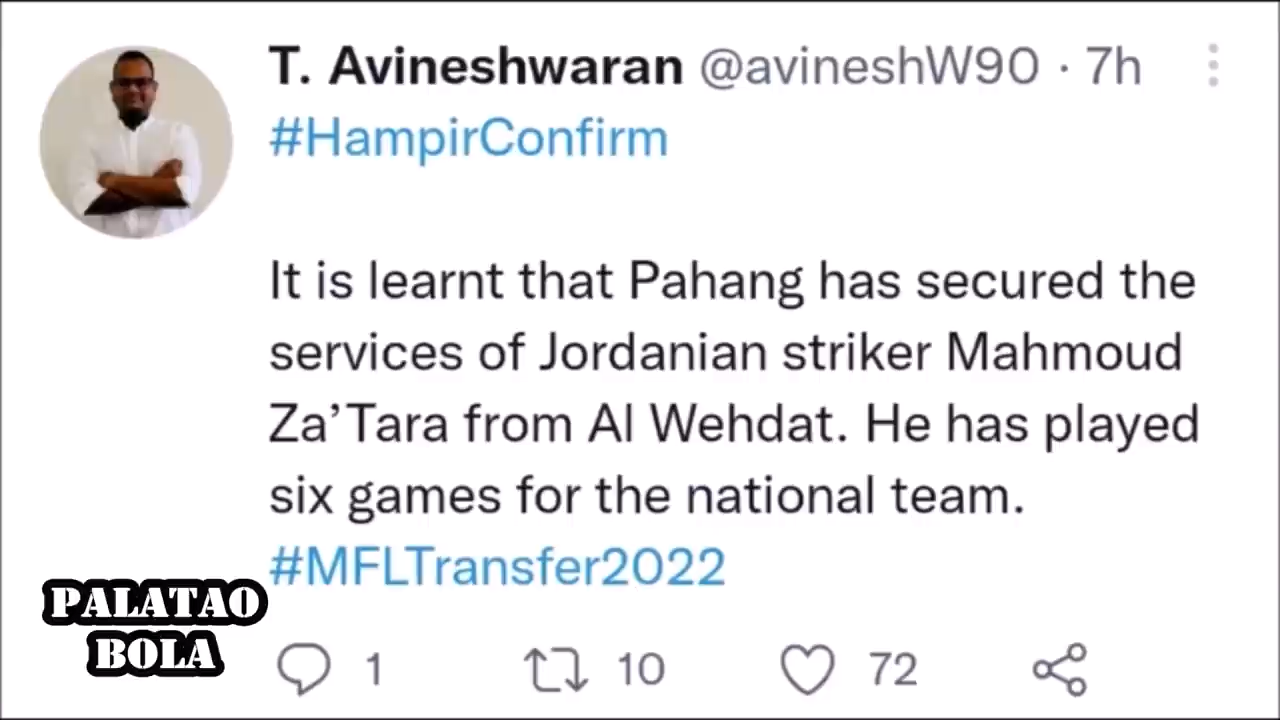 T. Avineshwaran @avineshW90 · 7h
#HampirConfirm
It is learnt that Pahang has secured the
services of Jordanian striker Mahmoud
Za’Tara from Al Wehdat. He has played
six games for the national team.
#MFLTransfer2022
PALATAO
BOLA
1 10 72